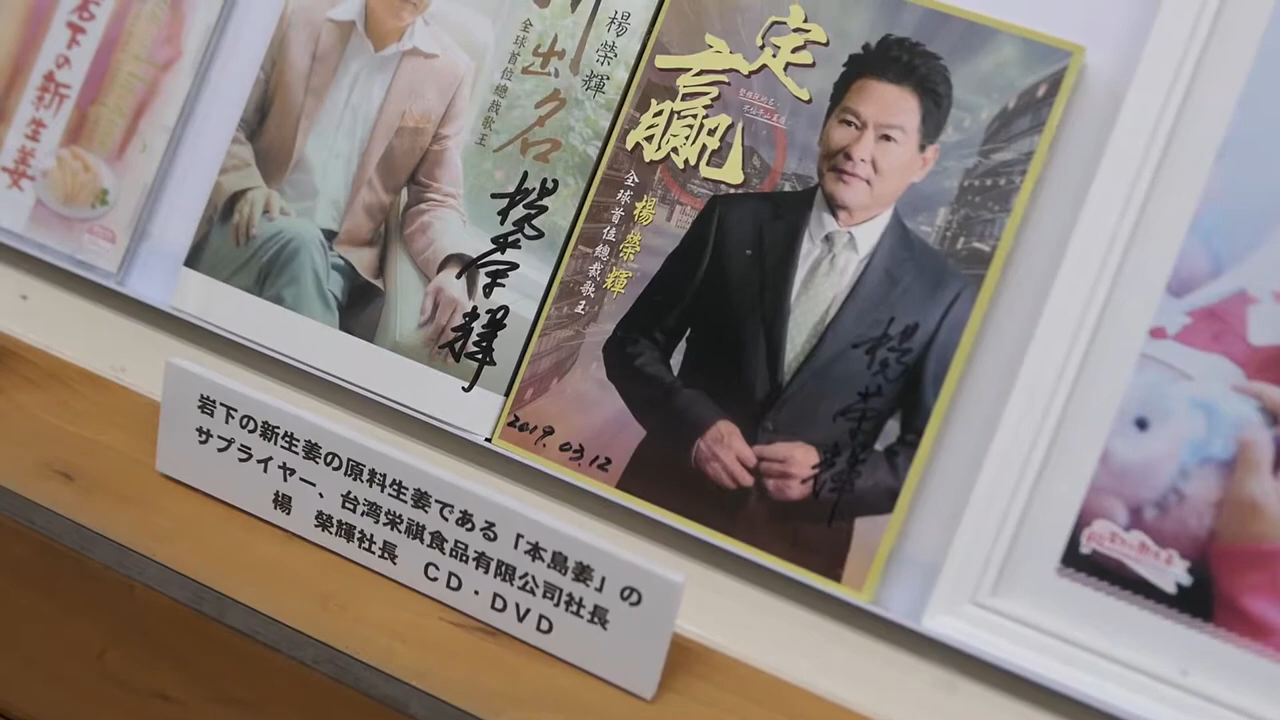 岩下の新生姜
出名
楊榮輝
全球首位總裁歌王
楊榮輝
定贏
楊榮輝
全球首位總裁歌王
楊榮輝
2019.03.12
岩下の新生姜の原料生姜である「本島姜」の
サプライヤー、台湾栄祺食品有限公司社長
楊　榮輝社長　CD・DVD